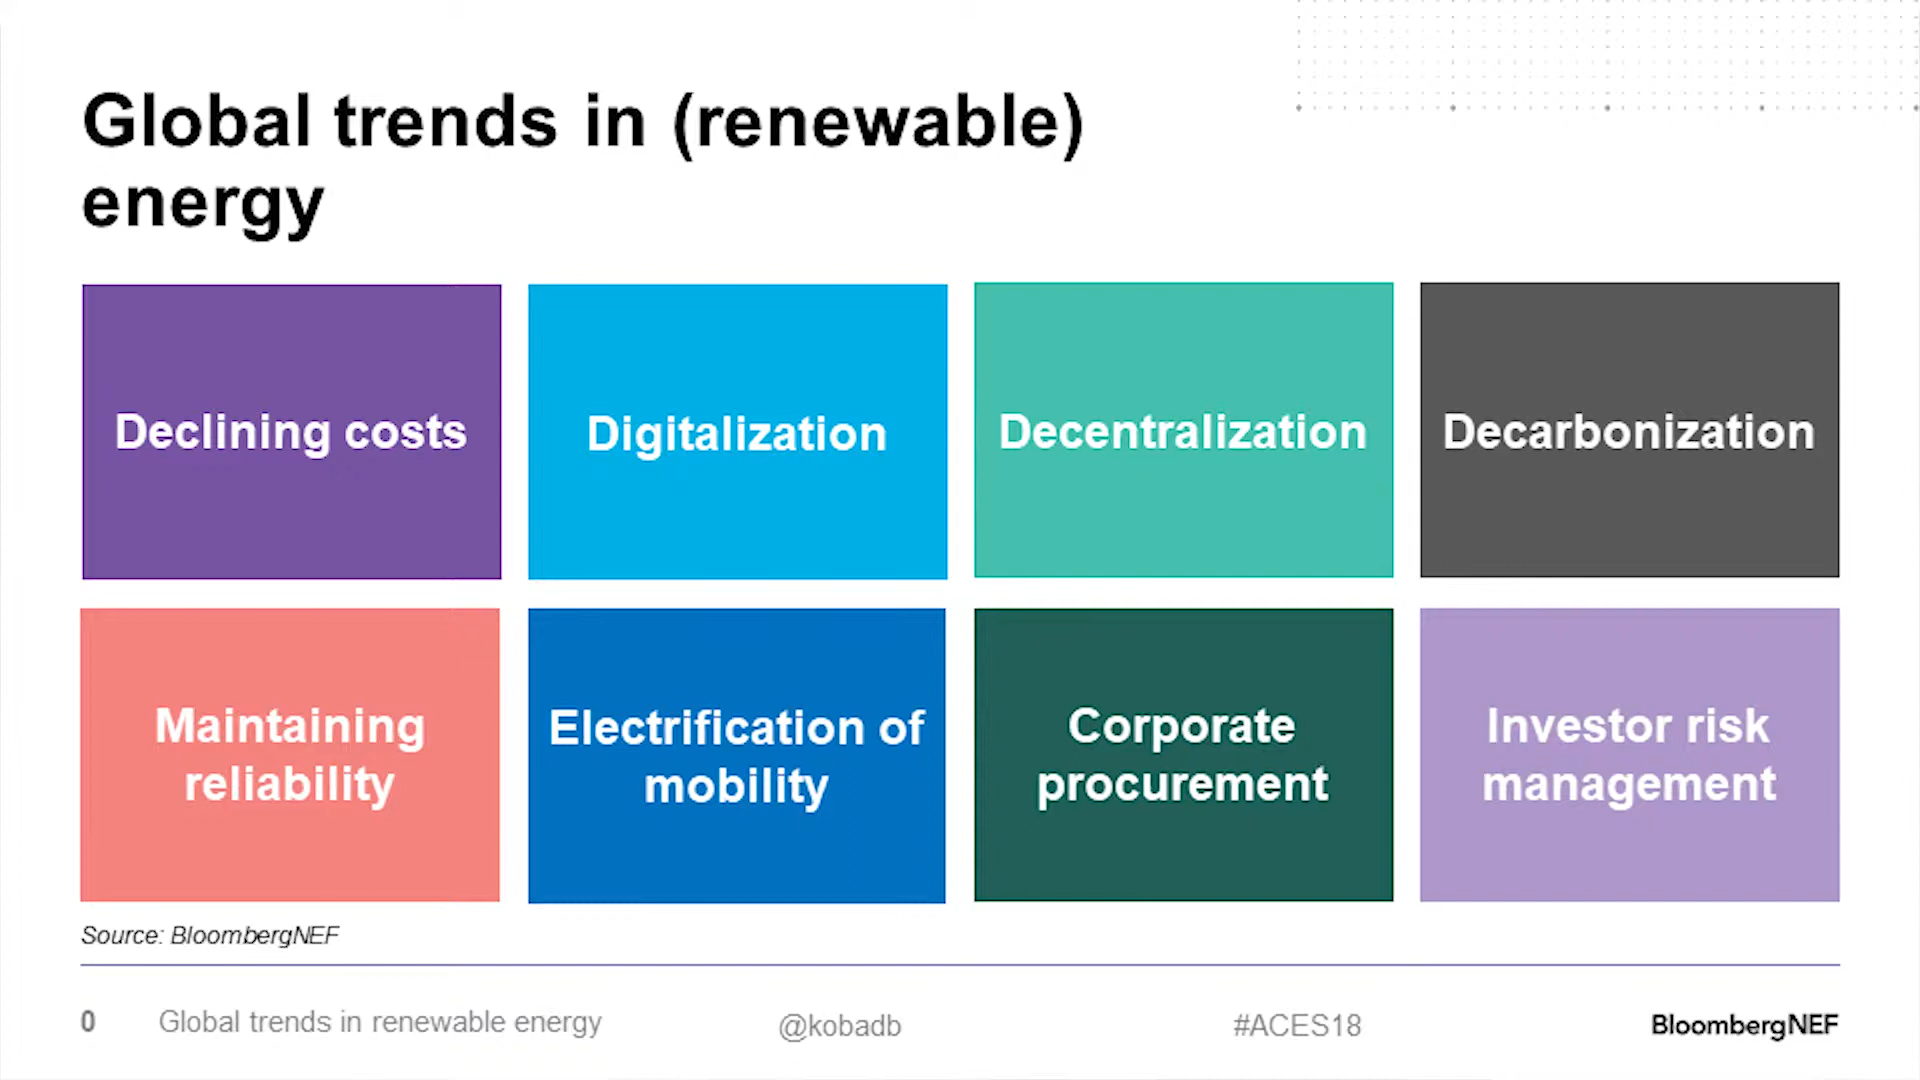 Global trends in (renewable)
energy
Declining costs
Digitalization
Decentralization
Decarbonization
Maintaining
reliability
Electrification of
mobility
Corporate
procurement
Investor risk
management
Source: BloombergNEF
0 Global trends in renewable energy @kobadb #ACES18 BloombergNEF